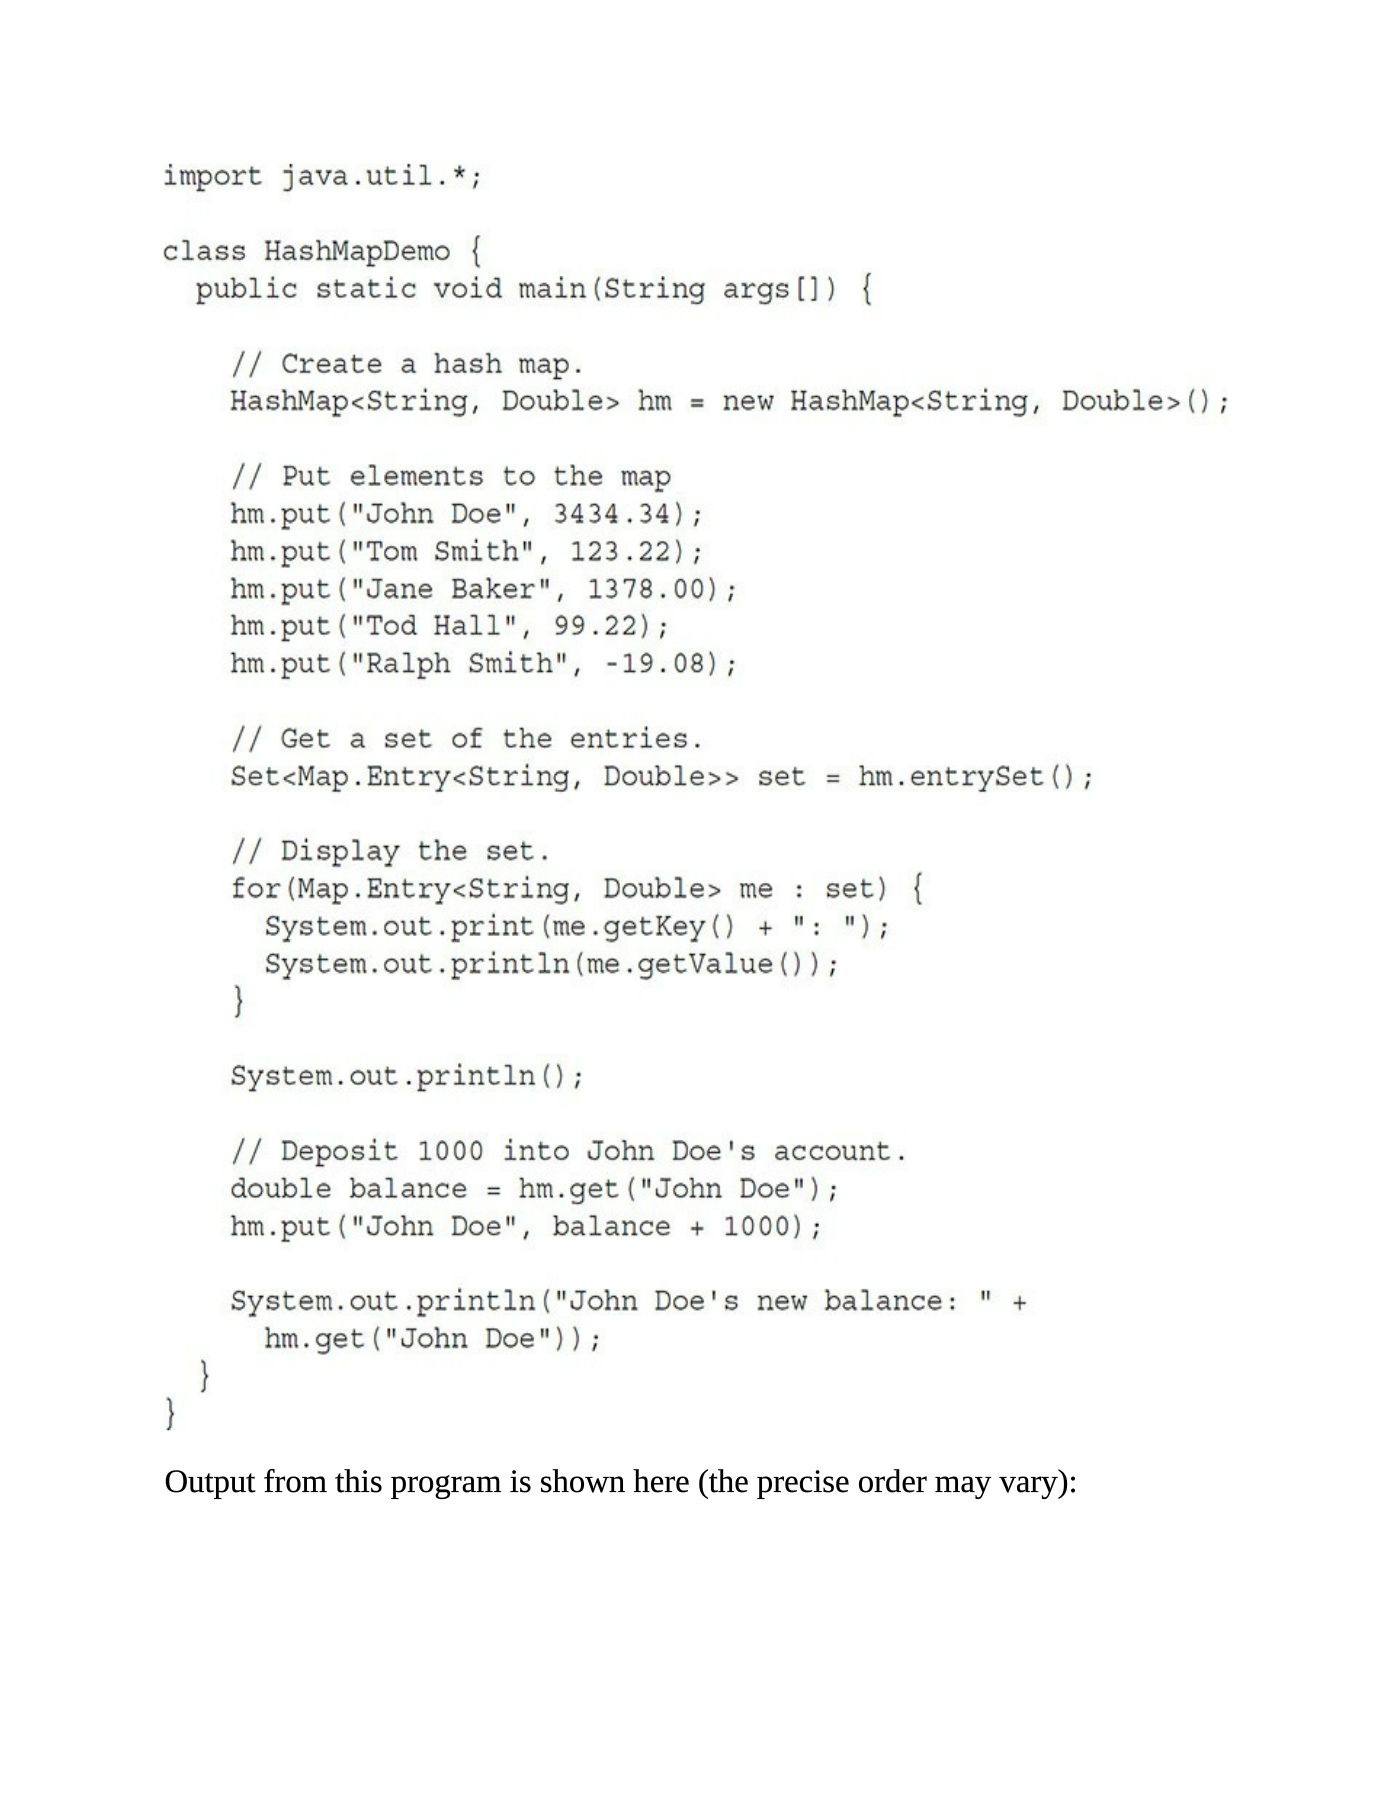 import java.util.*;

class HashMapDemo {
  public static void main(String args[]) {

    // Create a hash map.
    HashMap<String, Double> hm = new HashMap<String, Double>();

    // Put elements to the map
    hm.put("John Doe", 3434.34);
    hm.put("Tom Smith", 123.22);
    hm.put("Jane Baker", 1378.00);
    hm.put("Tod Hall", 99.22);
    hm.put("Ralph Smith", -19.08);

    // Get a set of the entries.
    Set<Map.Entry<String, Double>> set = hm.entrySet();

    // Display the set.
    for(Map.Entry<String, Double> me : set) {
      System.out.print(me.getKey() + ": ");
      System.out.println(me.getValue());
    }

    System.out.println();

    // Deposit 1000 into John Doe's account.
    double balance = hm.get("John Doe");
    hm.put("John Doe", balance + 1000);

    System.out.println("John Doe's new balance: " +
      hm.get("John Doe"));
  }
}
Output from this program is shown here (the precise order may vary):